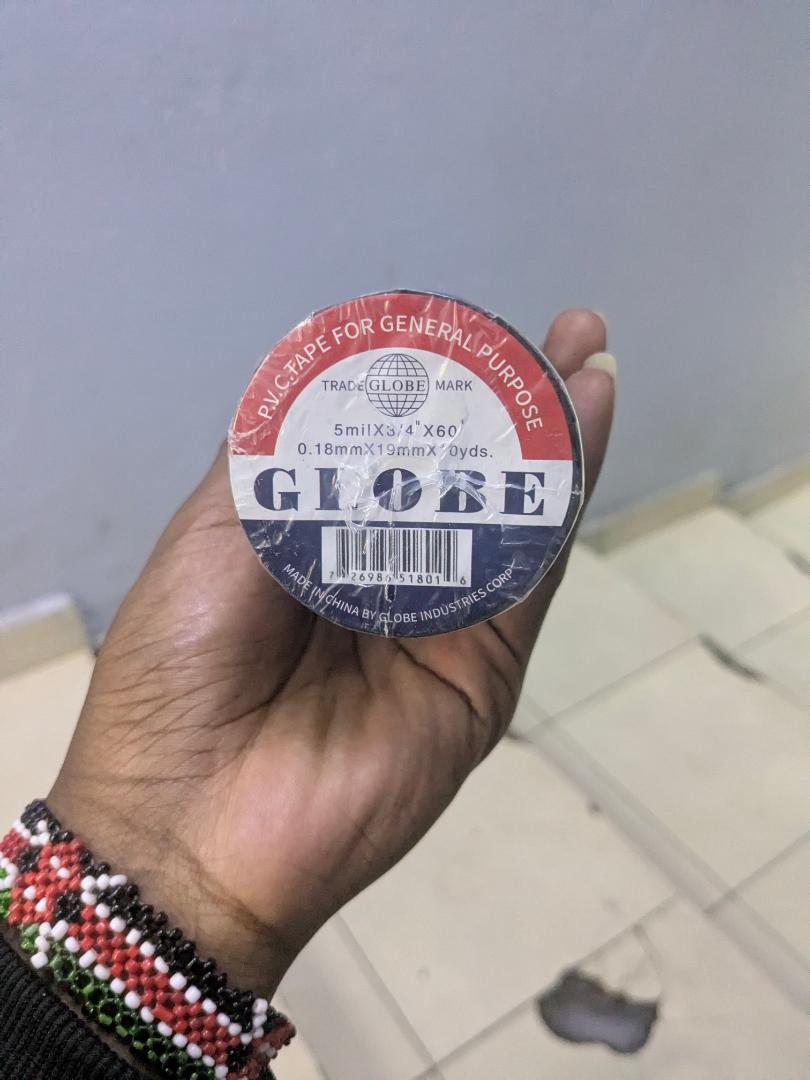 P.V.C.TAPE FOR GENERAL PURPOSE
TRADE GLOBE MARK
5milX3/4"X60'
0.18mmX19mmX10yds.
GLOBE
7 26986 51801 6
MADE IN CHINA BY GLOBE INDUSTRIES CORP